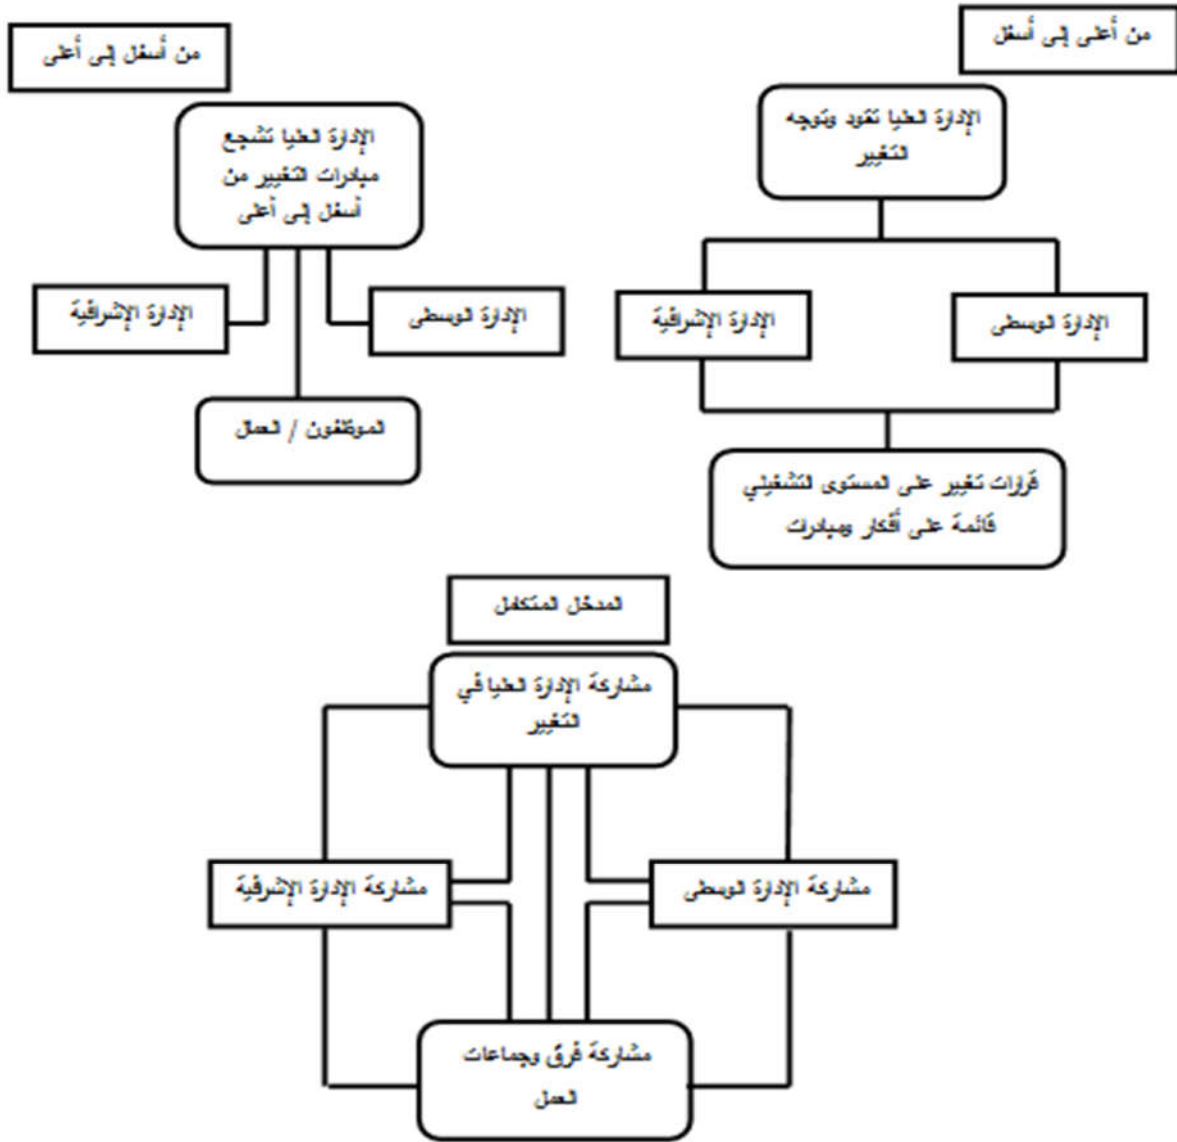 من أعلى إلى أسفل
الإدارة العليا تقود وتوجه
التغيير
الإدارة الوسطى
الإدارة الإشرافية
قرارات تغيير على المستوى التشغيلي
قائمة على أفكار ومبادرات
من أسفل إلى أعلى
الإدارة العليا تشجع
مبادرات التغيير من
أسفل إلى أعلى
الإدارة الوسطى
الإدارة الإشرافية
الموظفون / العمال
المدخل المتكامل
مشاركة الإدارة العليا في
التغيير
مشاركة الإدارة الوسطى
مشاركة الإدارة الإشرافية
مشاركة فرق وجماعات
العمل